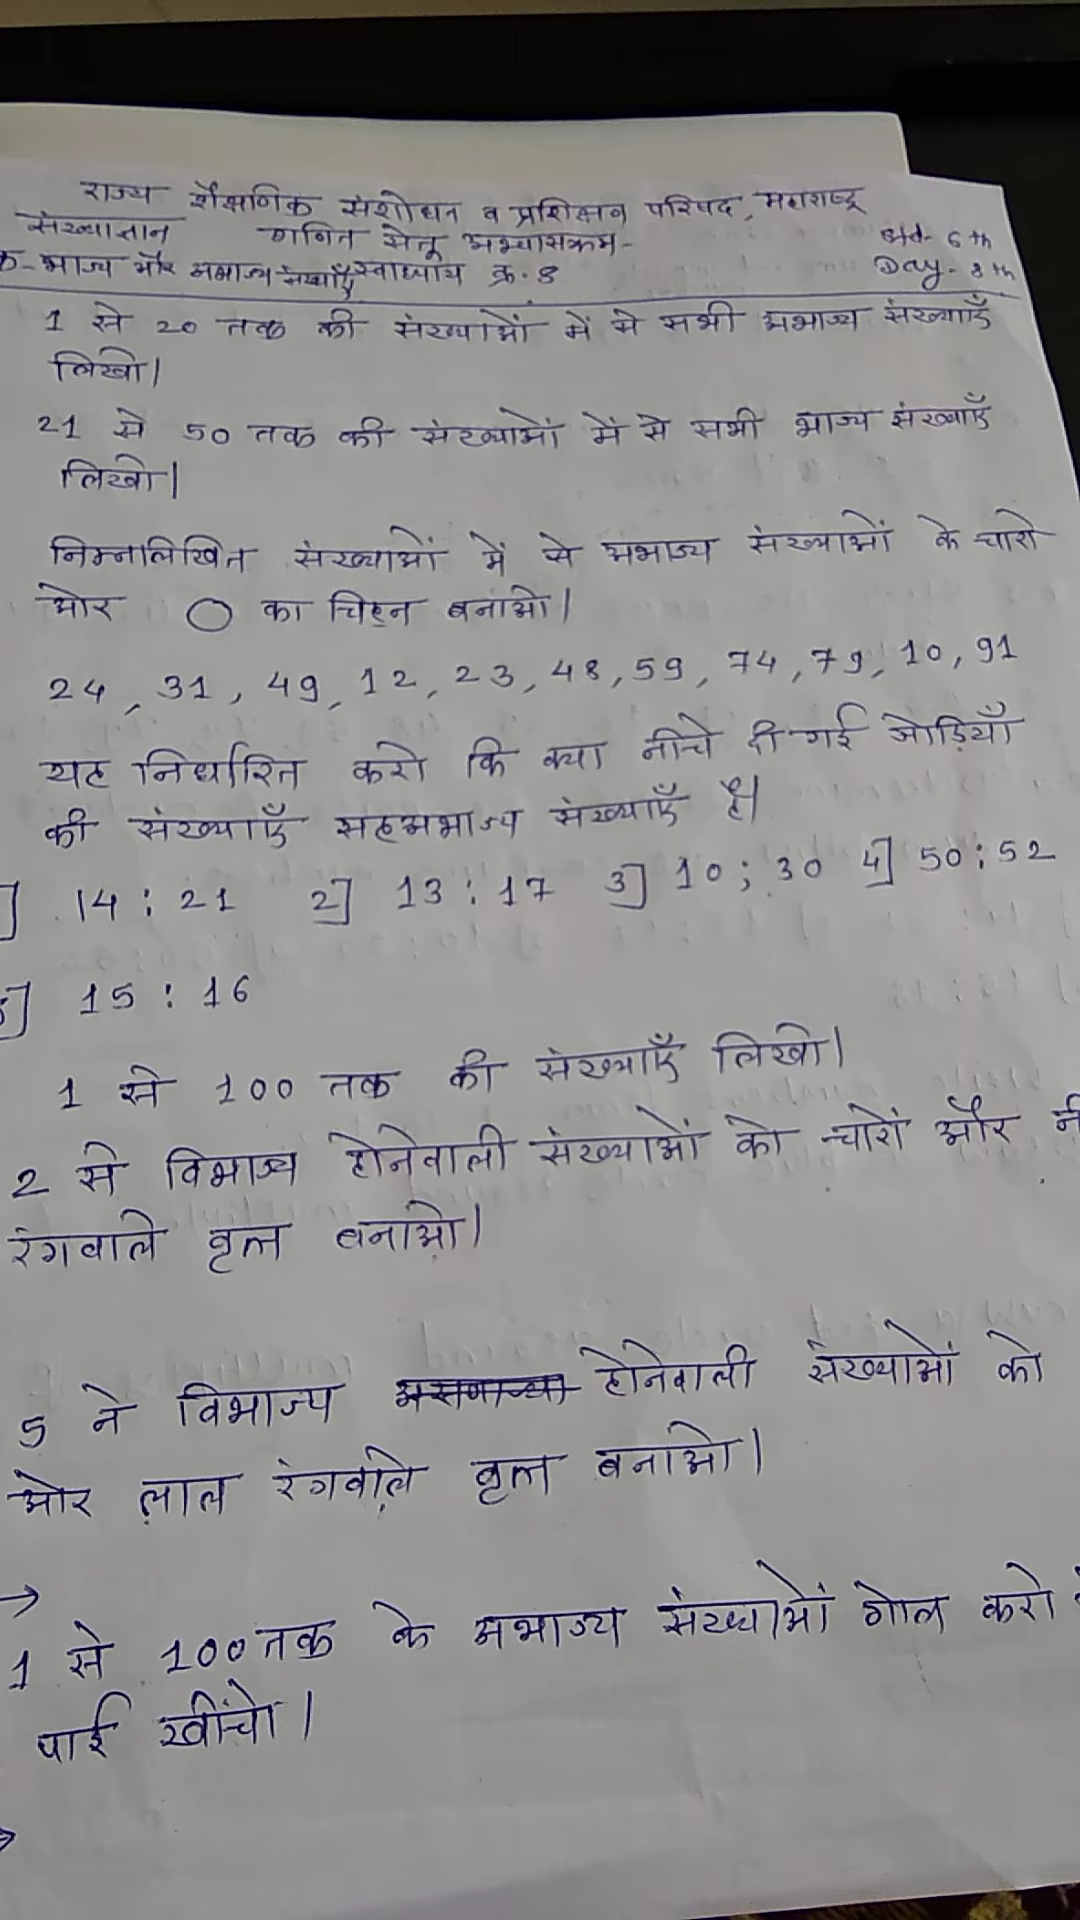 राज्य शैक्षणिक संशोधन व प्रशिक्षण परिषद, महाराष्ट्र
संख्याज्ञान गणित सेतू अभ्यासक्रम- Std- 6th
भाज्य और अभाज्य संख्याएँ स्वाध्याय क्र. 8 Day- 8th
1 से 20 तक की संख्याओं में से सभी अभाज्य संख्याएँ
लिखो।
21 से 50 तक की संख्याओं में से सभी भाज्य संख्याएँ
लिखो।
निम्नलिखित संख्याओं में से अभाज्य संख्याओं के चारो
ओर ○ का चिह्न बनाओ।
24, 31, 49, 12, 23, 48, 59, 74, 79, 10, 91
यह निर्धारित करो कि क्या नीचे दी गई जोड़ियाँ
की संख्याएँ सहअभाज्य संख्याएँ है।
] 14 : 21 2] 13 : 17 3] 10 ; 30 4] 50 : 52
5] 15 : 16
1 से 100 तक की संख्याएँ लिखो।
2 से विभाज्य होनेवाली संख्याओं को चारों और
रंगवाले वृत्त बनाओ।
5 ने विभाज्य होनेवाली संख्याओं को
ओर लाल रंगवाले वृत्त बनाओ।
→
1 से 100 तक के अभाज्य संख्याओं गोल करो
पाई खींचो।
→